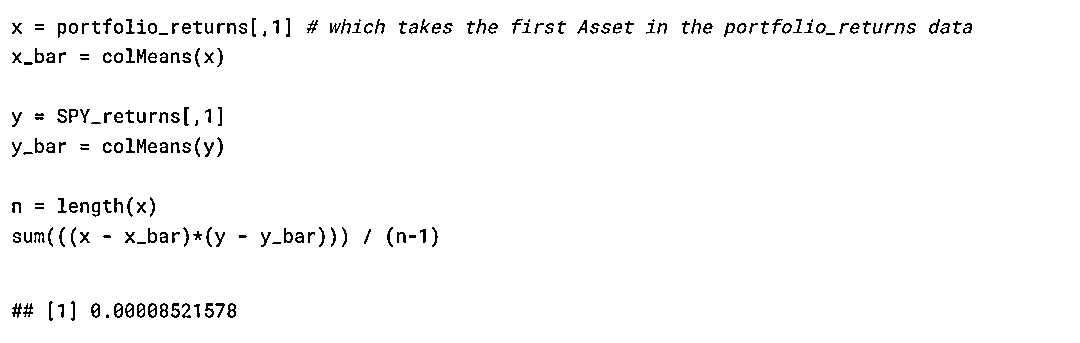 x = portfolio_returns[,1] # which takes the first Asset in the portfolio_returns data
x_bar = colMeans(x)
y = SPY_returns[,1]
y_bar = colMeans(y)
n = length(x)
sum(((x - x_bar)*(y - y_bar))) / (n-1)
## [1] 0.00008521578